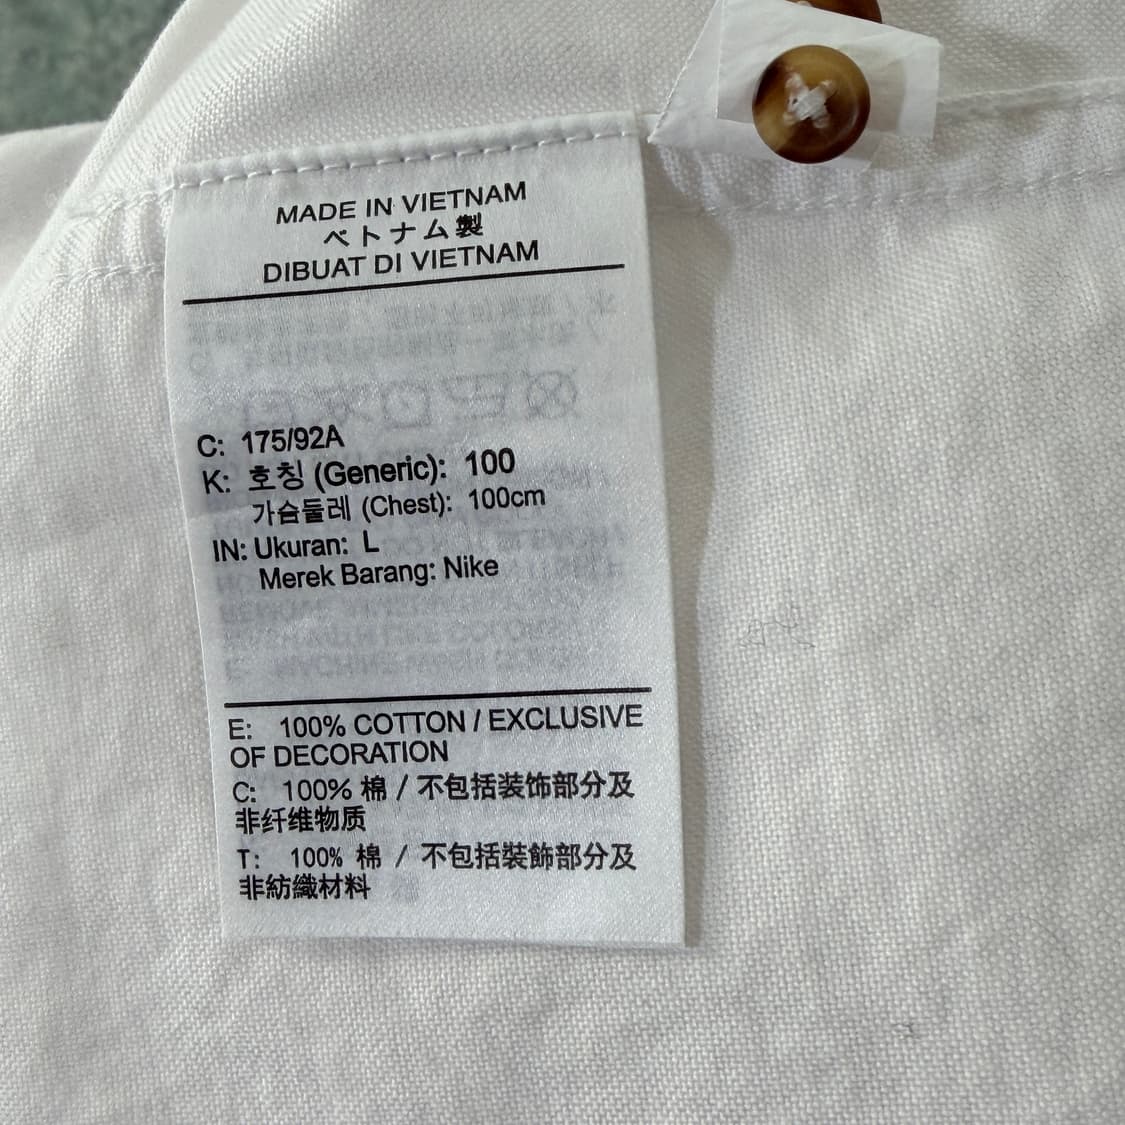 MADE IN VIETNAM
ベトナム製
DIBUAT DI VIETNAM
C: 175/92A
K: 호칭 (Generic): 100
가슴둘레 (Chest): 100cm
IN: Ukuran: L
Merek Barang: Nike
E: 100% COTTON / EXCLUSIVE
OF DECORATION
C: 100% 棉 / 不包括装饰部分及
非纤维物质
T: 100% 棉 / 不包括裝飾部分及
非紡織材料